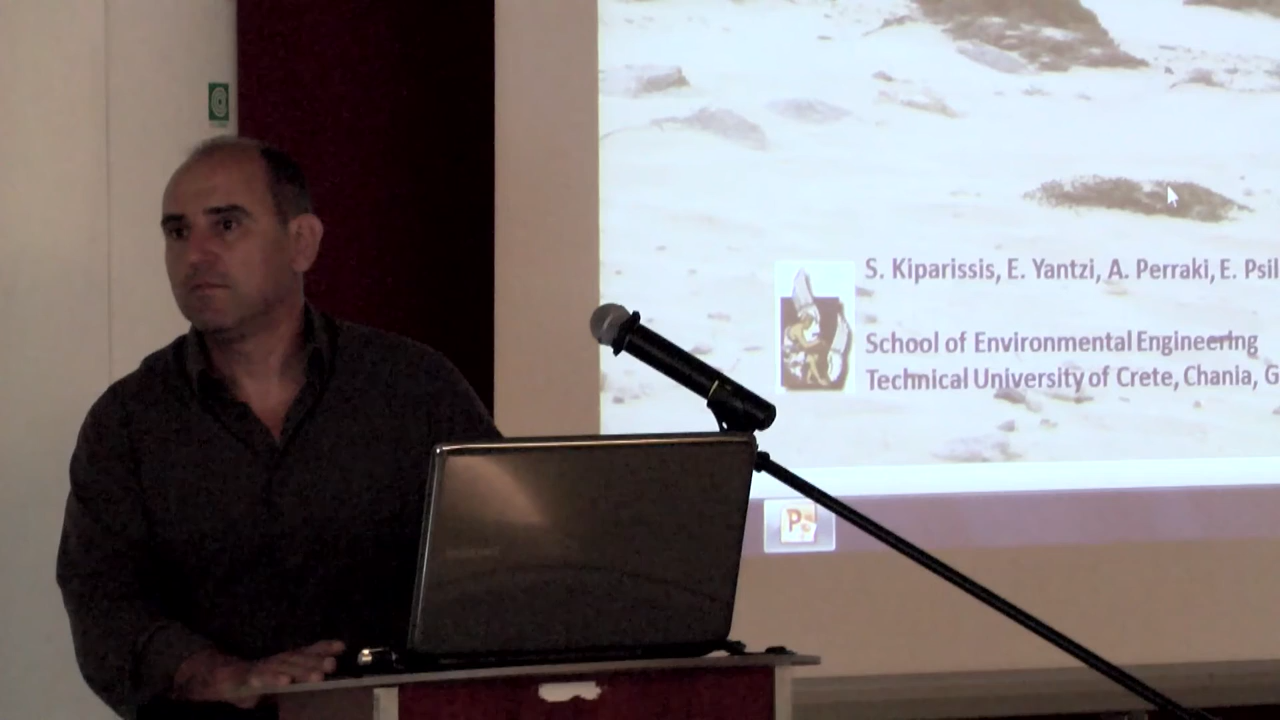 S. Kiparissis, E. Yantzi, A. Perraki, E. Psil
School of Environmental Engineering
Technical University of Crete, Chania, G